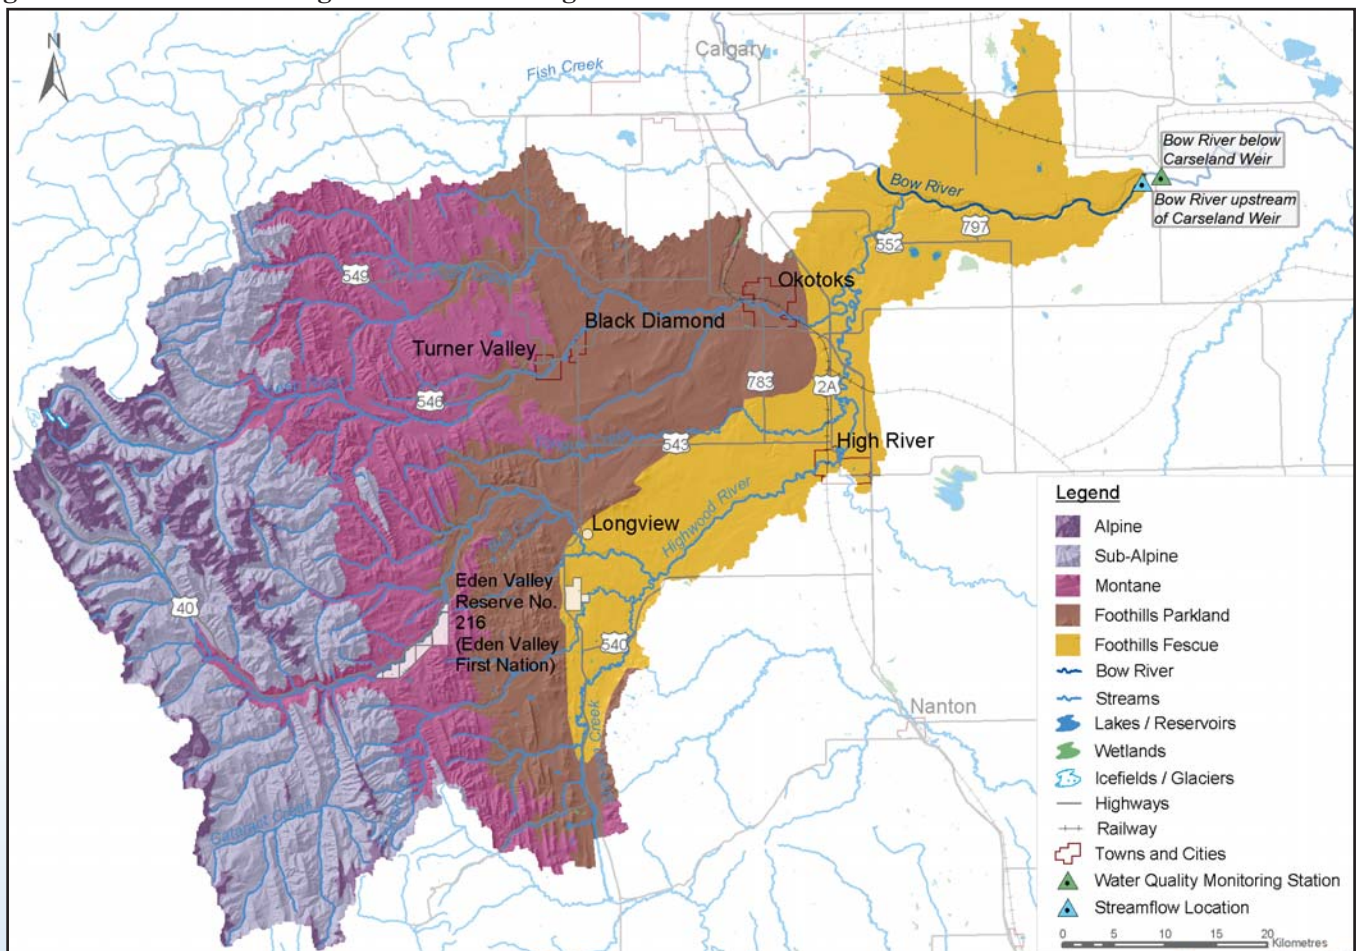 N
Calgary
Fish Creek
Bow River below
Carseland Weir
Bow River
Bow River upstream
of Carseland Weir
797
552
549
Okotoks
Black Diamond
Turner Valley
783
2A
546
High River
543
Highwood River
Longview
Eden Valley
Reserve No.
216
(Eden Valley
First Nation)
40
540
Creek
Nanton
Legend
Alpine
Sub-Alpine
Montane
Foothills Parkland
Foothills Fescue
Bow River
Streams
Lakes / Reservoirs
Wetlands
Icefields / Glaciers
Highways
Railway
Towns and Cities
Water Quality Monitoring Station
Streamflow Location
0 5 10 15 20
Kilometres